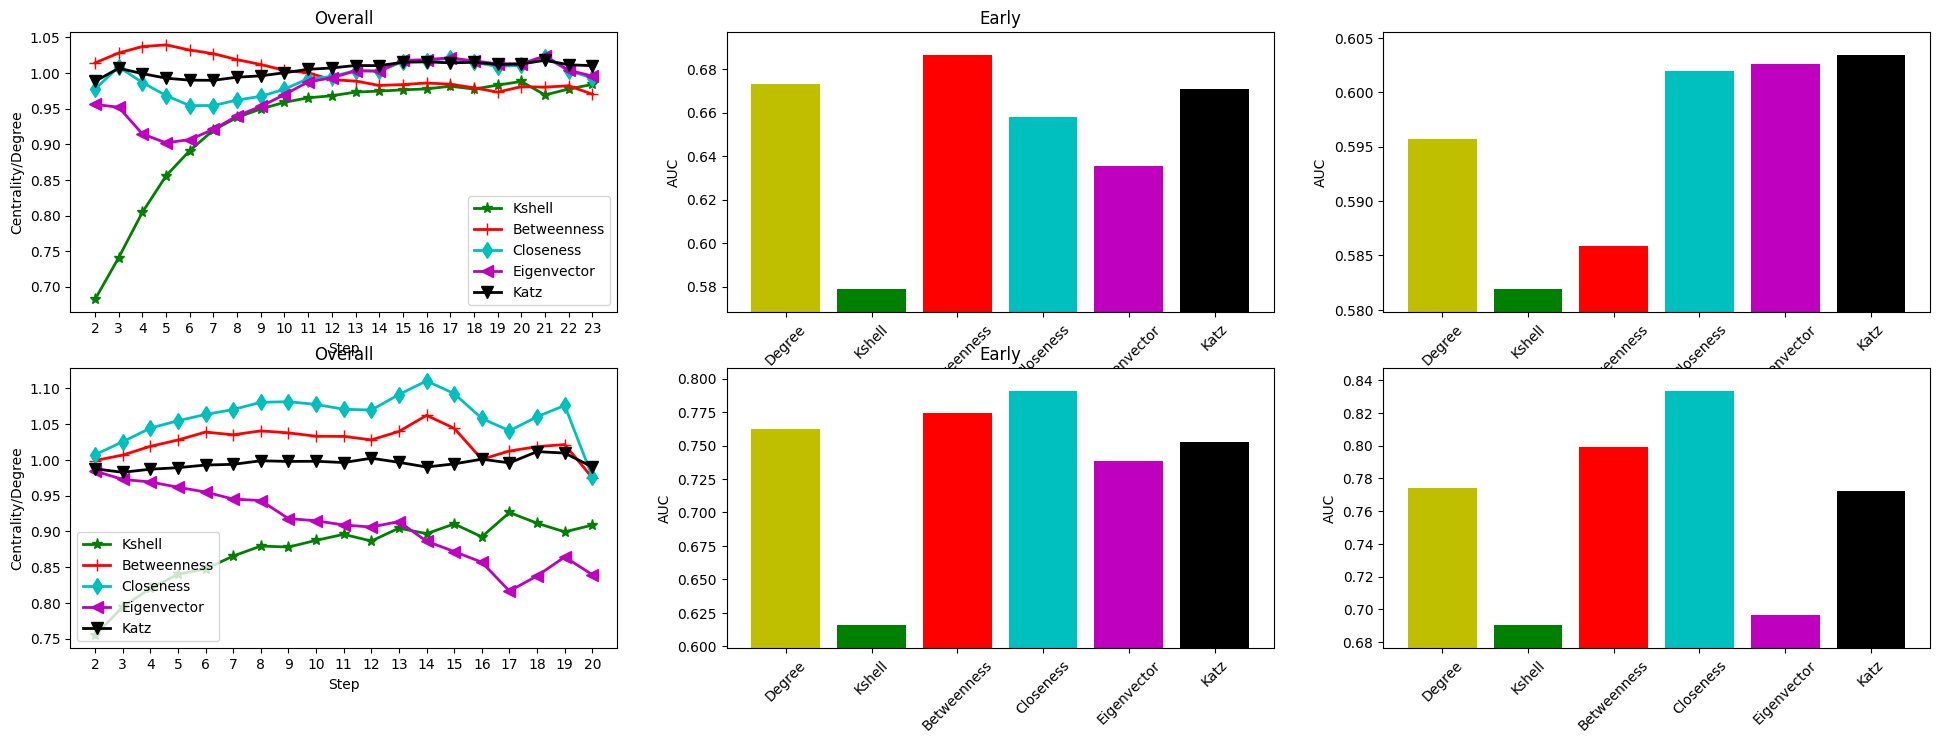 Overall
Centrality/Degree
1.05
1.00
0.95
0.90
0.85
0.80
0.75
0.70
Kshell
Betweenness
Closeness
Eigenvector
Katz
2 3 4 5 6 7 8 9 10 11 12 13 14 15 16 17 18 19 20 21 22 23
Step
Early
AUC
0.68
0.66
0.64
0.62
0.60
0.58
Degree Kshell eenness loseness envector Katz
AUC
0.605
0.600
0.595
0.590
0.585
0.580
Degree Kshell eenness loseness envector Katz
Overall
Centrality/Degree
1.10
1.05
1.00
0.95
0.90
0.85
0.80
0.75
Kshell
Betweenness
Closeness
Eigenvector
Katz
2 3 4 5 6 7 8 9 10 11 12 13 14 15 16 17 18 19 20
Step
Early
AUC
0.800
0.775
0.750
0.725
0.700
0.675
0.650
0.625
0.600
Degree Kshell Betweenness Closeness Eigenvector Katz
AUC
0.84
0.82
0.80
0.78
0.76
0.74
0.72
0.70
0.68
Degree Kshell Betweenness Closeness Eigenvector Katz